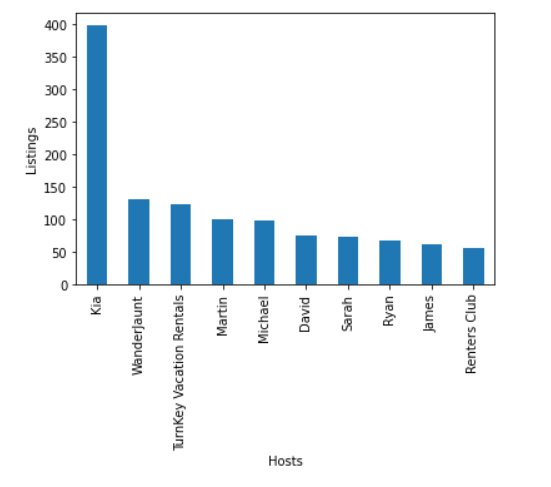 400
350
300
250
200
150
100
50
0
Listings
Kia
WanderJaunt
TurnKey Vacation Rentals
Martin
Michael
David
Sarah
Ryan
James
Renters Club
Hosts